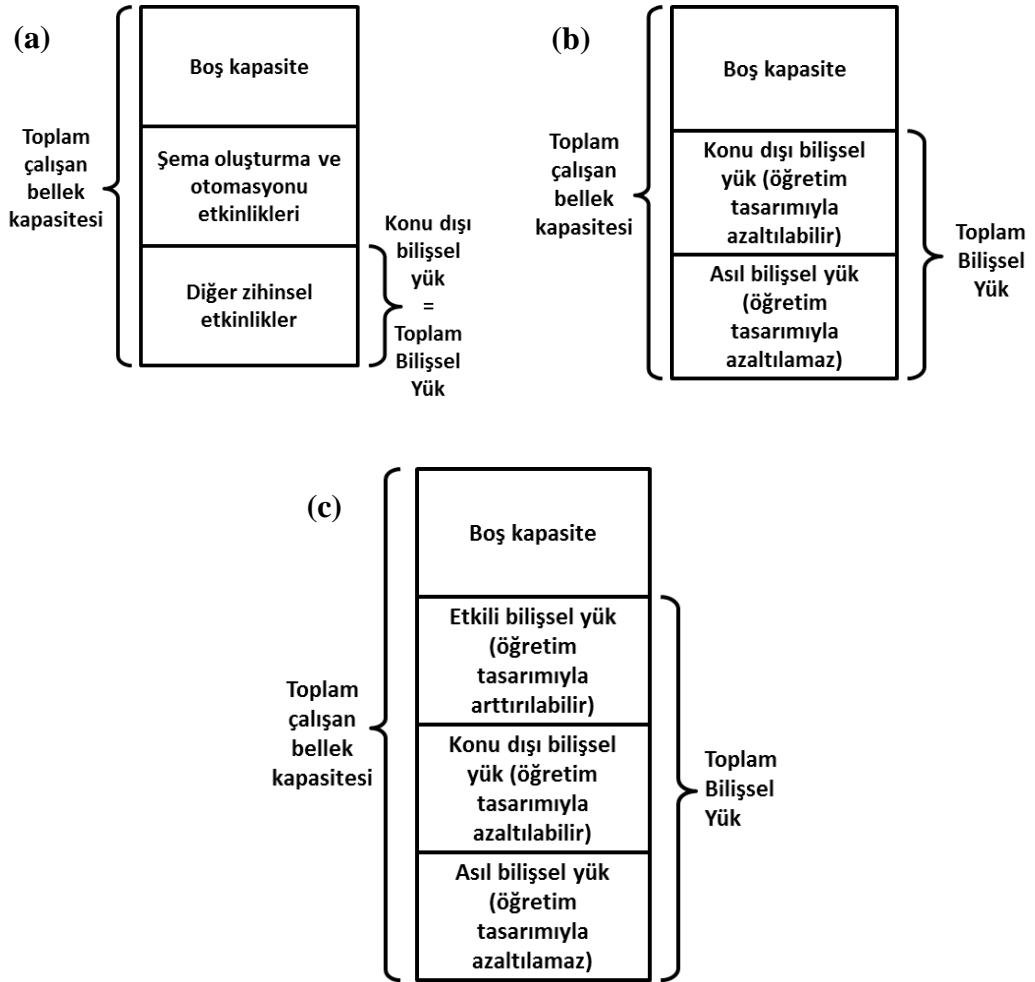 (a)
Toplam
çalışan
bellek
kapasitesi
Boş kapasite
Şema oluşturma ve
otomasyonu
etkinlikleri
Diğer zihinsel
etkinlikler
Konu dışı
bilişsel
yük
=
Toplam
Bilişsel
Yük
(b)
Toplam
çalışan
bellek
kapasitesi
Boş kapasite
Konu dışı bilişsel
yük (öğretim
tasarımıyla
azaltılabilir)
Asıl bilişsel yük
(öğretim
tasarımıyla
azaltılamaz)
Toplam
Bilişsel
Yük
(c)
Toplam
çalışan
bellek
kapasitesi
Boş kapasite
Etkili bilişsel yük
(öğretim
tasarımıyla
arttırılabilir)
Konu dışı bilişsel
yük (öğretim
tasarımıyla
azaltılabilir)
Asıl bilişsel yük
(öğretim
tasarımıyla
azaltılamaz)
Toplam
Bilişsel
Yük